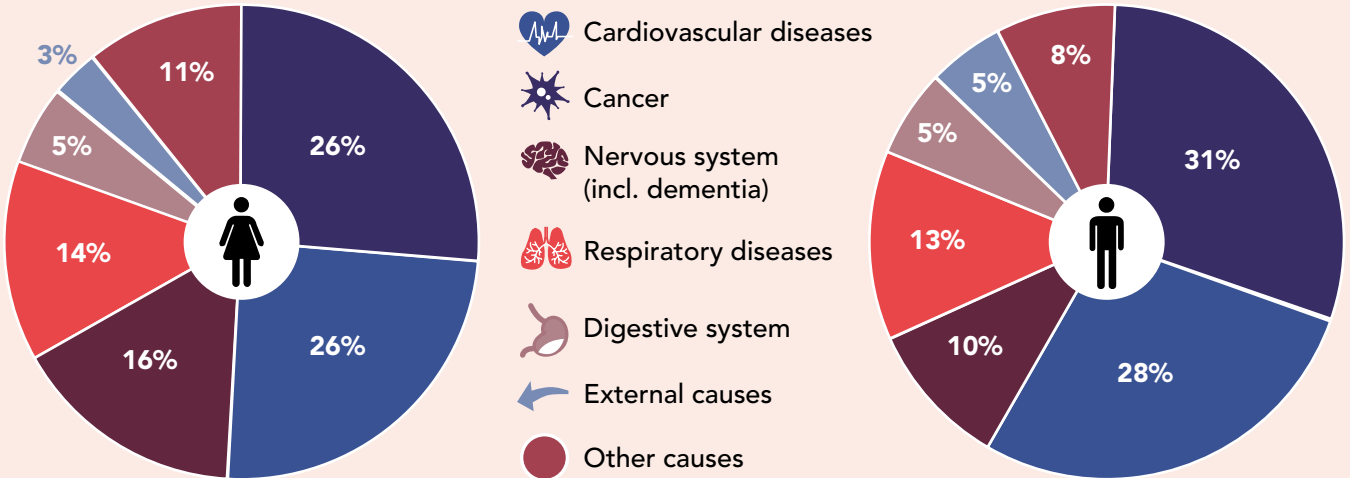 3%
11%
26%
5%
14%
16%
26%
Cardiovascular diseases
Cancer
Nervous system
(incl. dementia)
Respiratory diseases
Digestive system
External causes
Other causes
8%
5%
31%
5%
13%
10%
28%